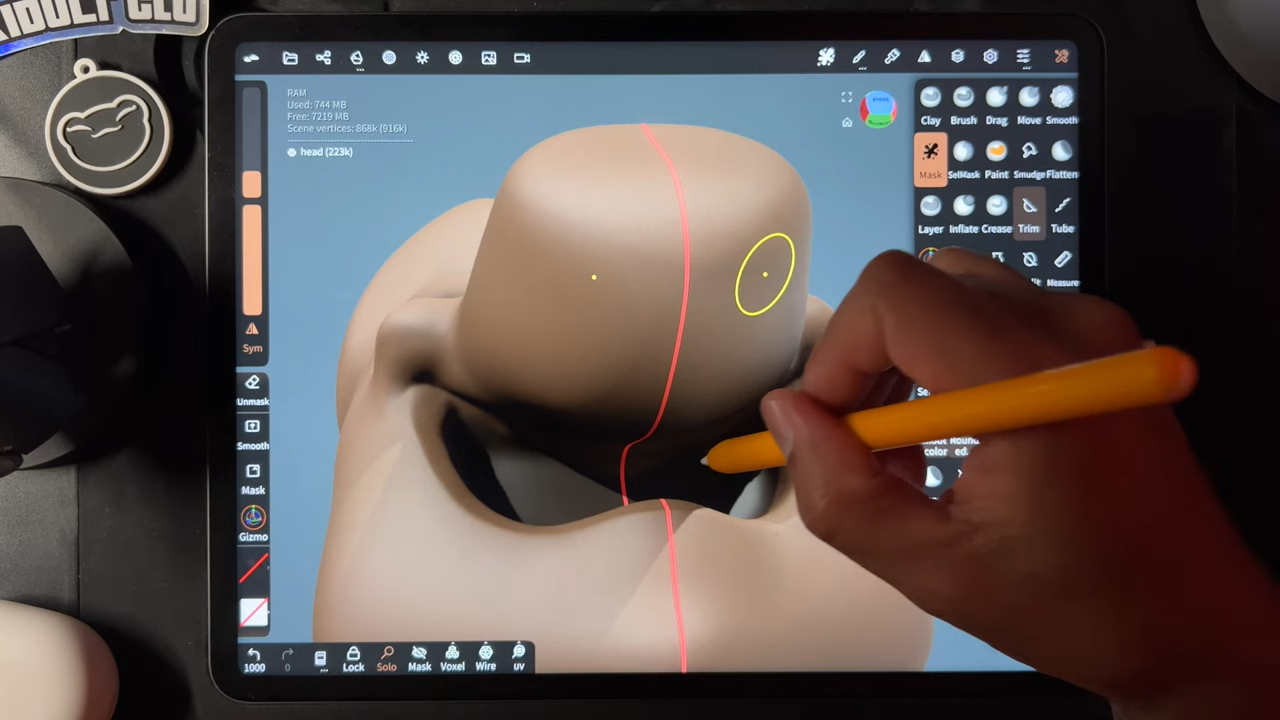 RAM
Used: 744 MB
Free: 7219 MB
Scene vertices: 868k (916k)
head (223k)
Clay Brush Drag Move Smooth
Mask SelMask Paint Smudge Flatten
Layer Inflate Crease Trim Tube
Measure
Sym
Unmask
Smooth
Mask
Gizmo
1000 0 Lock Solo Mask Voxel Wire uv